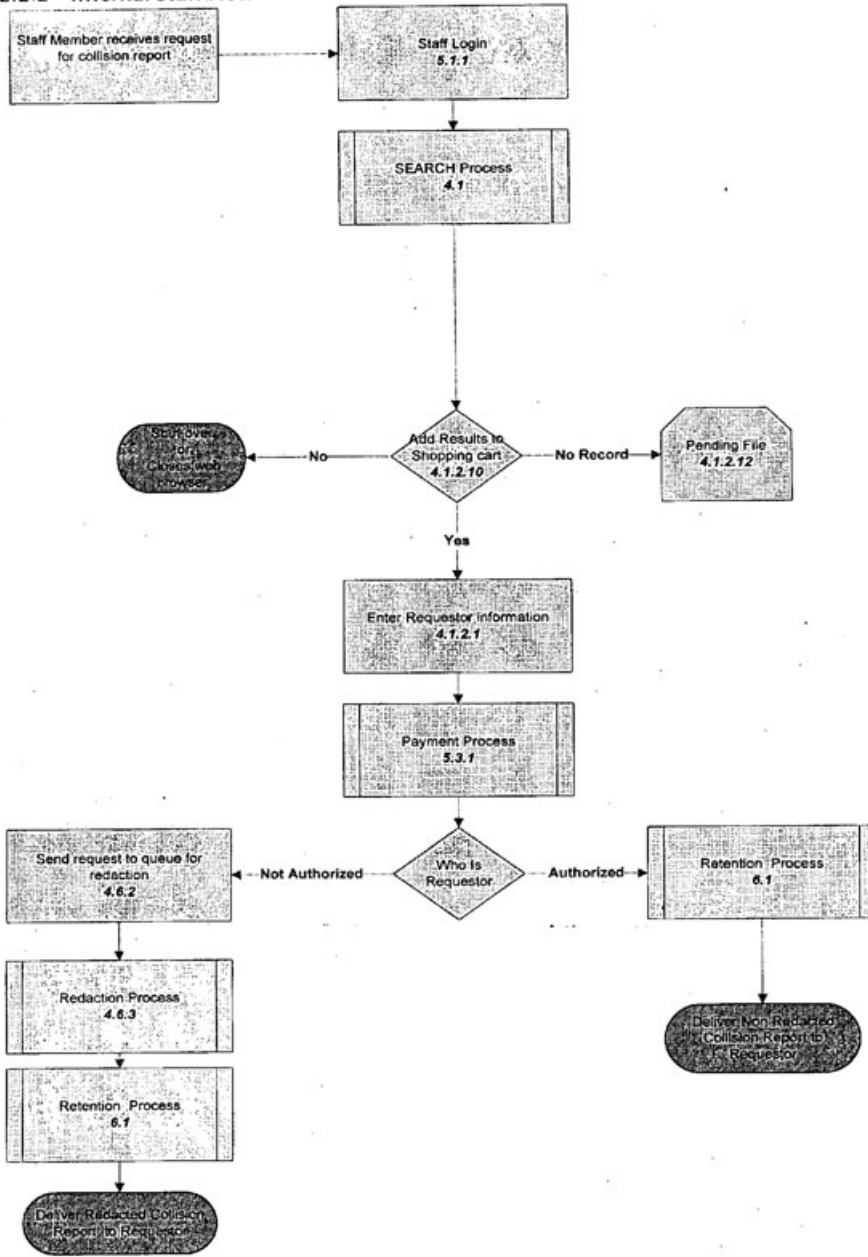 Staff Member receives request
for collision report
Staff Login
5.1.1
SEARCH Process
4.1
Add Results to
Shopping cart
4.1.2.10
No
or
Closes web
browser
No Record
Pending File
4.1.2.12
Yes
Enter Requestor Information
4.1.2.1
Payment Process
5.3.1
Who Is
Requestor
Not Authorized
Authorized
Send request to queue for
redaction
4.6.2
Retention Process
6.1
Redaction Process
4.6.3
Deliver Non-Redacted
Collision Report to
Requestor
Retention Process
6.1
Deliver Redacted Collision
Report to Requestor